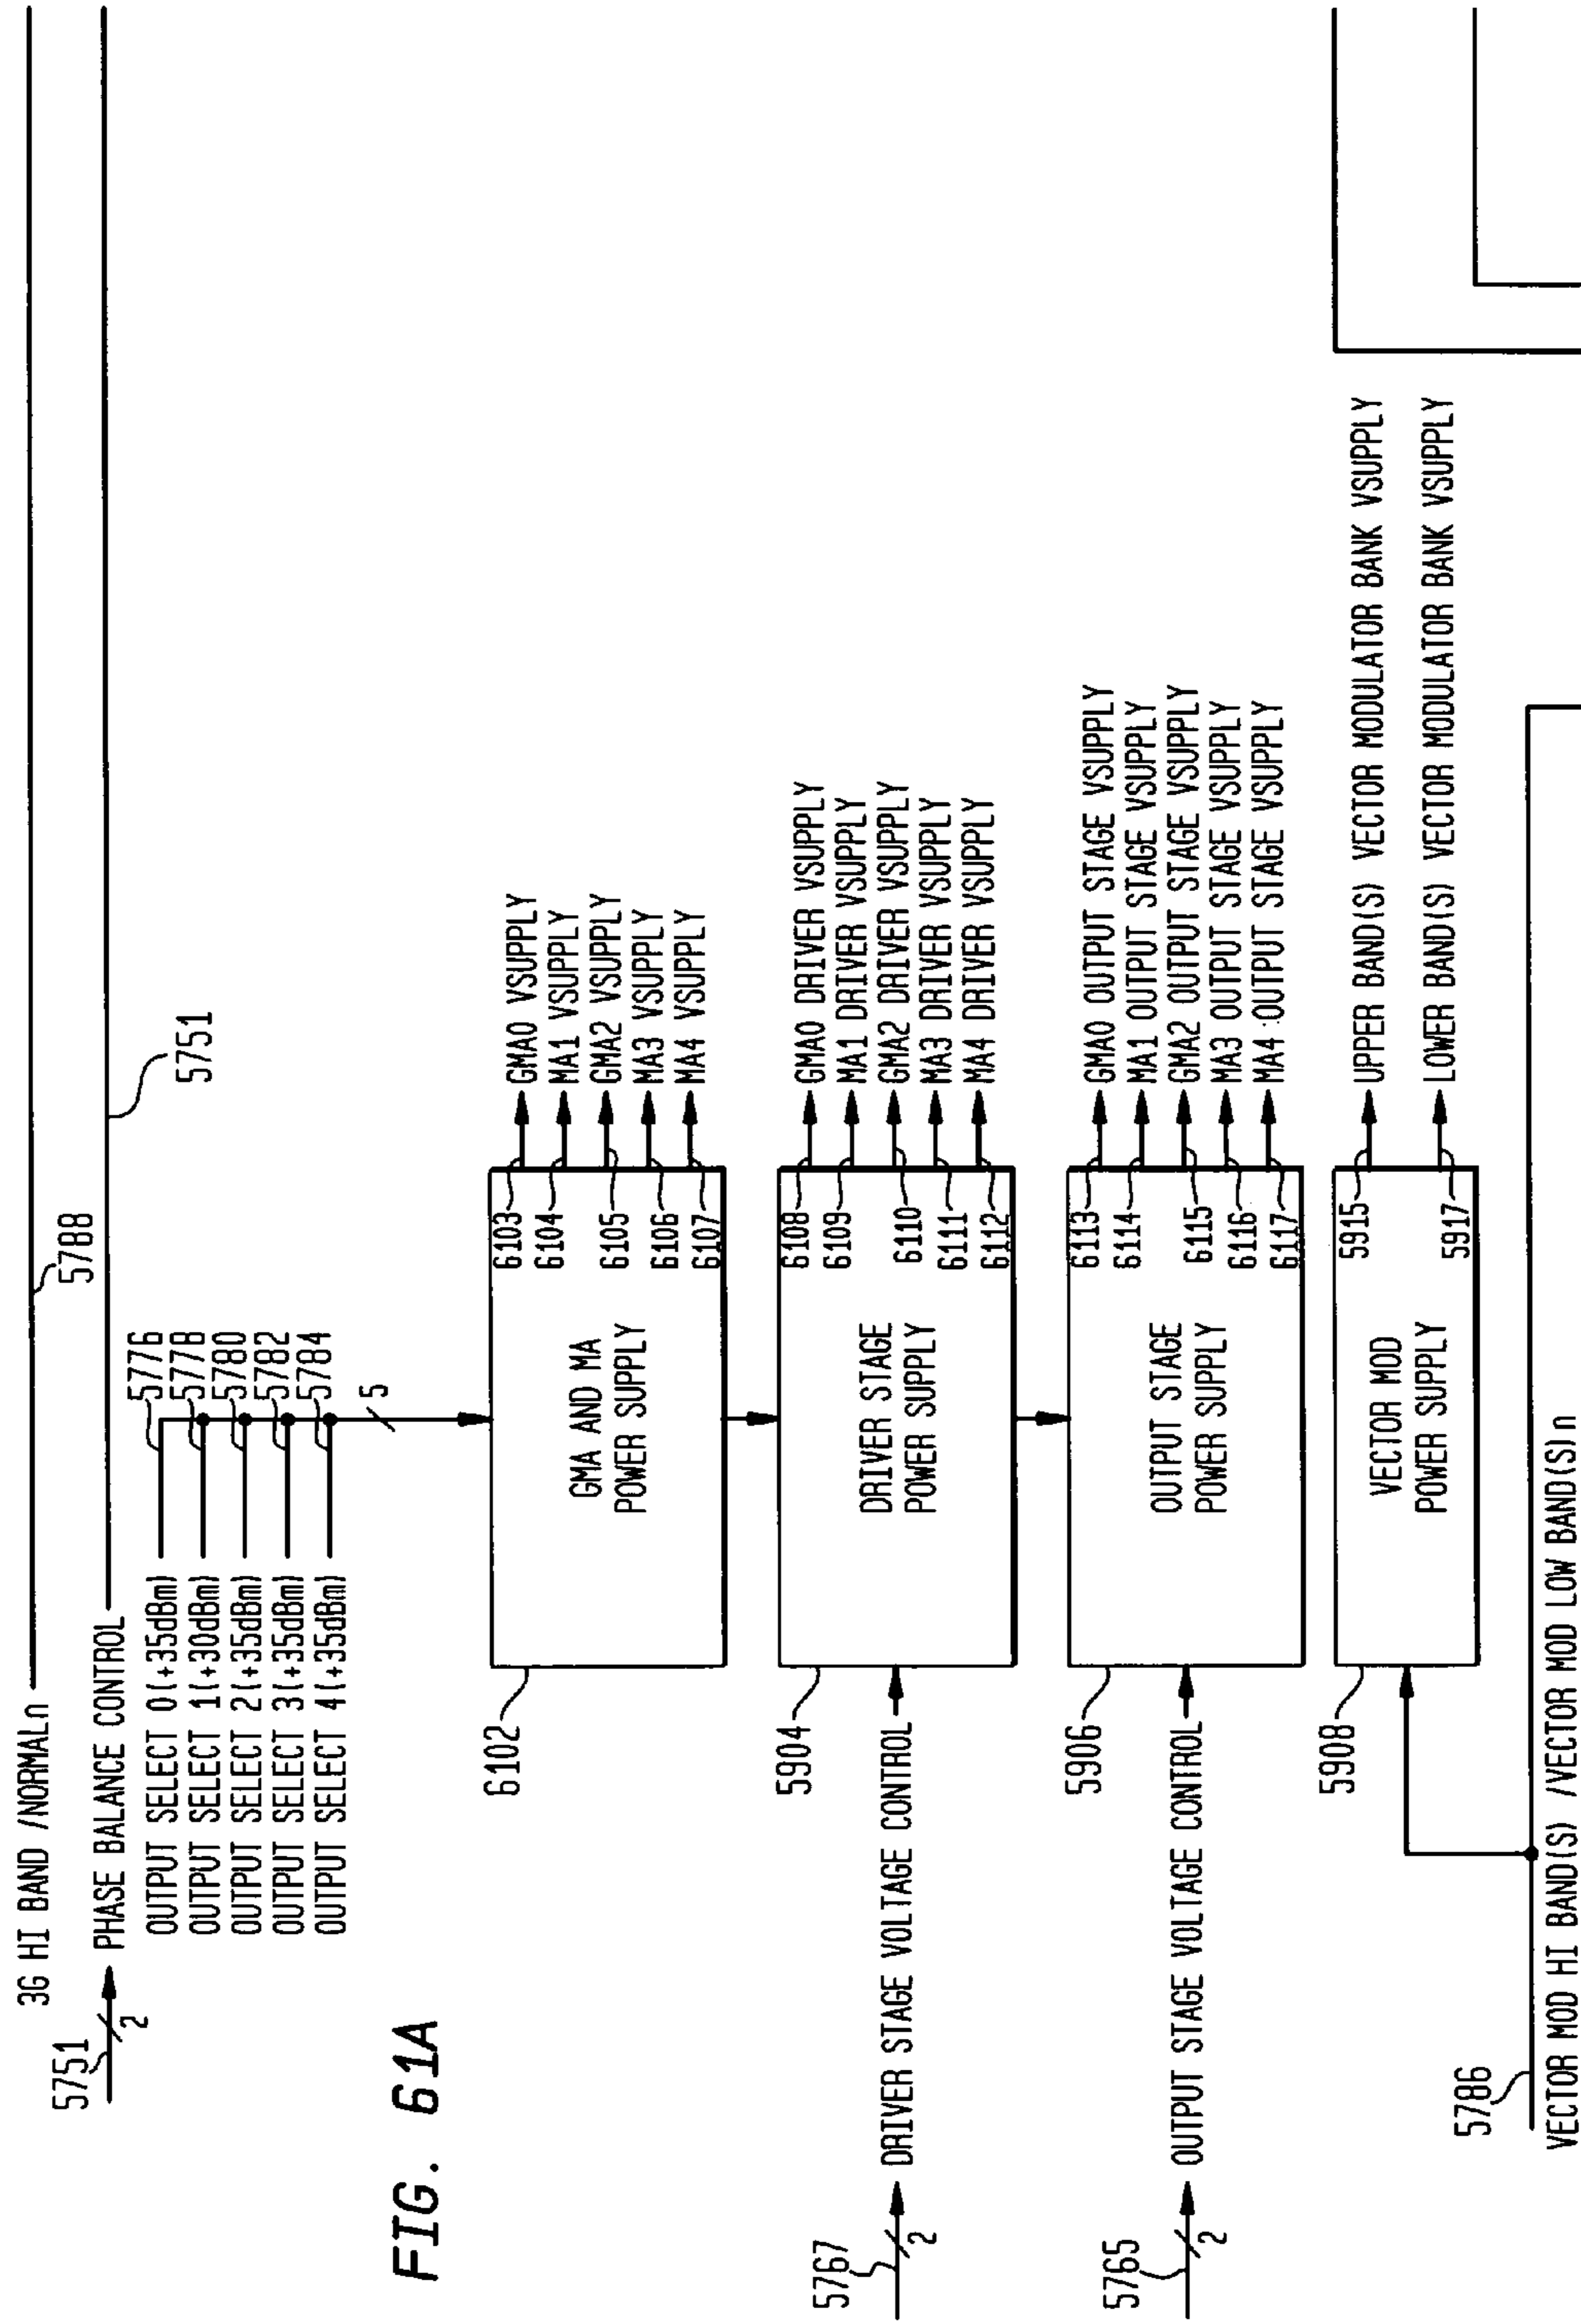 3G HI BAND /NORMALn
5788
5751
2
PHASE BALANCE CONTROL
5751
OUTPUT SELECT 0(+35dBm)
5776
OUTPUT SELECT 1(+30dBm)
5778
OUTPUT SELECT 2(+35dBm)
5780
OUTPUT SELECT 3(+35dBm)
5782
OUTPUT SELECT 4(+35dBm)
5784
5
FIG. 61A
6102
GMA AND MA
POWER SUPPLY
6103
GMA0 VSUPPLY
6104
MA1 VSUPPLY
6105
GMA2 VSUPPLY
6106
MA3 VSUPPLY
6107
MA4 VSUPPLY
5767
2
DRIVER STAGE VOLTAGE CONTROL
5904
DRIVER STAGE
POWER SUPPLY
6108
GMA0 DRIVER VSUPPLY
6109
MA1 DRIVER VSUPPLY
6110
GMA2 DRIVER VSUPPLY
6111
MA3 DRIVER VSUPPLY
6112
MA4 DRIVER VSUPPLY
5765
2
OUTPUT STAGE VOLTAGE CONTROL
5906
OUTPUT STAGE
POWER SUPPLY
6113
GMA0 OUTPUT STAGE VSUPPLY
6114
MA1 OUTPUT STAGE VSUPPLY
6115
GMA2 OUTPUT STAGE VSUPPLY
6116
MA3 OUTPUT STAGE VSUPPLY
6117
MA4 OUTPUT STAGE VSUPPLY
5908
VECTOR MOD
POWER SUPPLY
5915
UPPER BAND(S) VECTOR MODULATOR BANK VSUPPLY
5917
LOWER BAND(S) VECTOR MODULATOR BANK VSUPPLY
5786
VECTOR MOD HI BAND(S) /VECTOR MOD LOW BAND(S)n